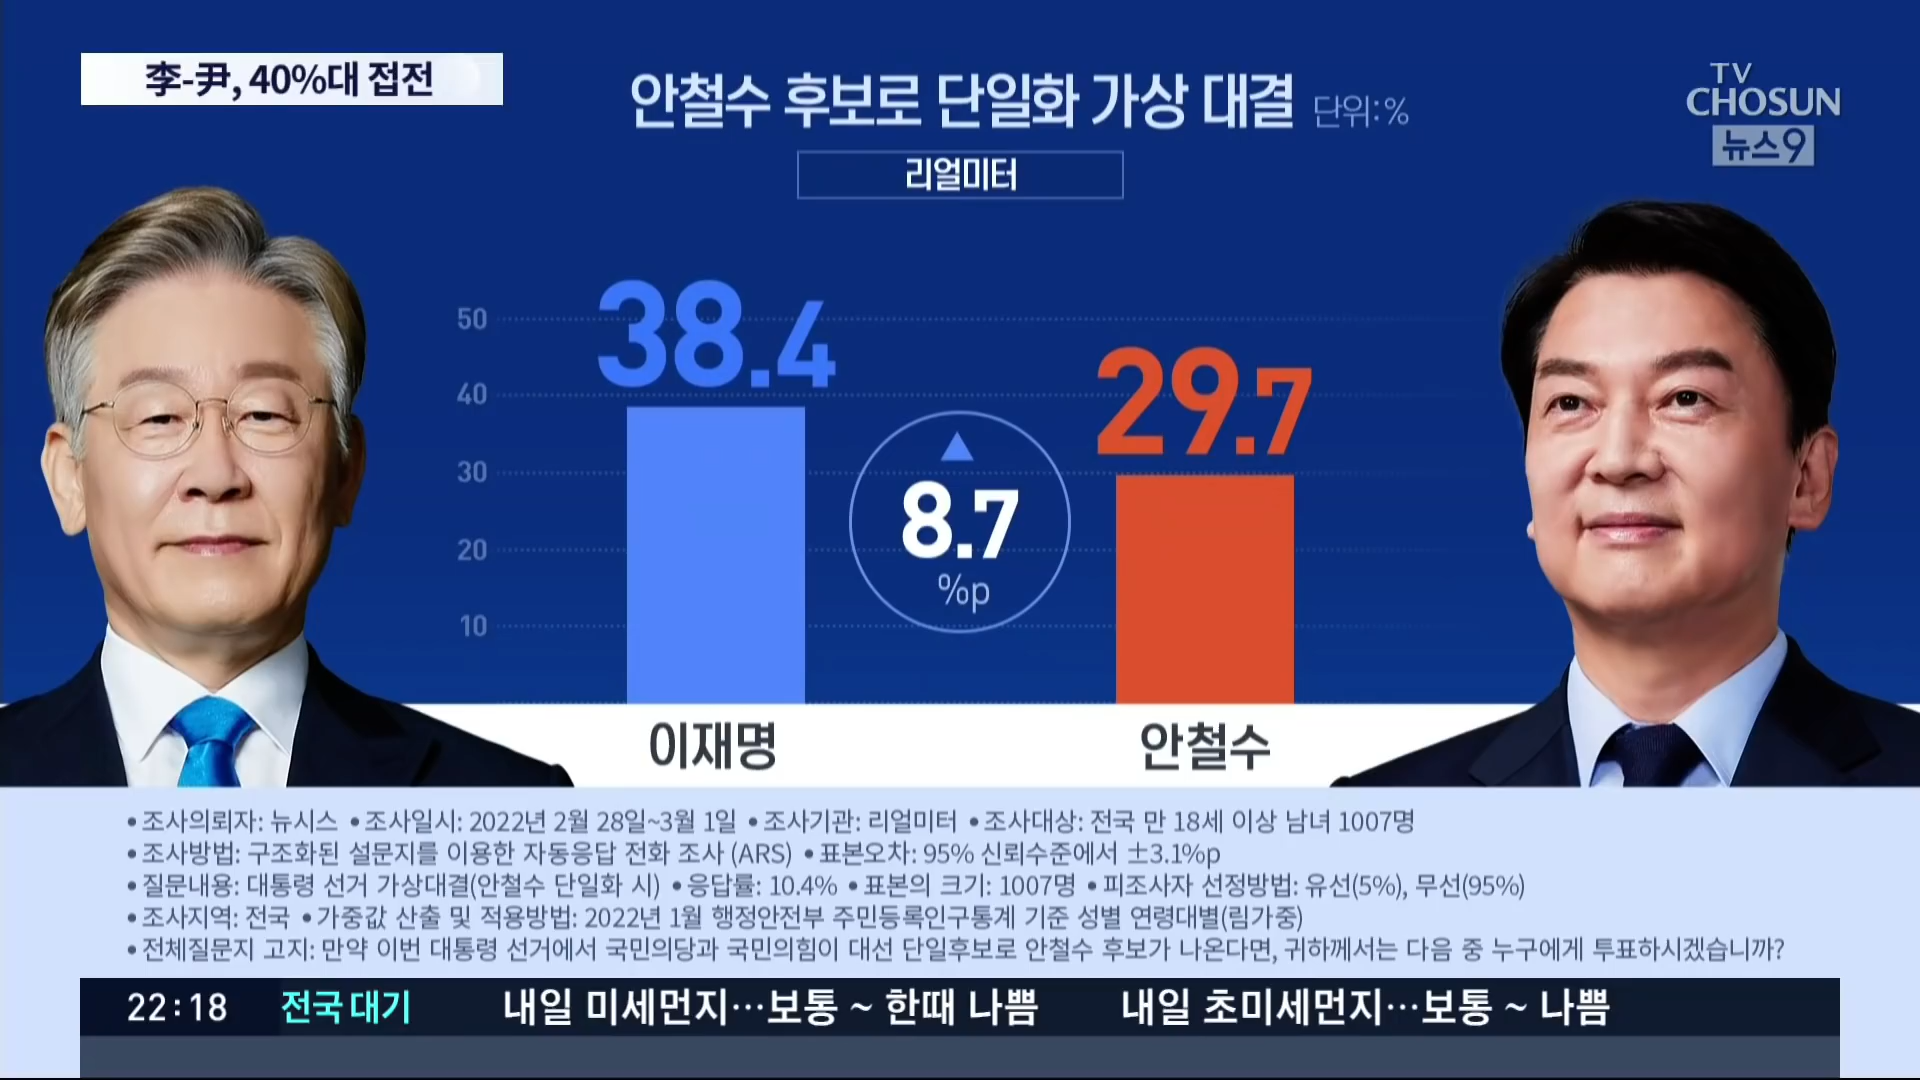 李-尹, 40%대 접전
안철수 후보로 단일화 가상 대결 단위:%
TV
CHOSUN
뉴스9
리얼미터
50
40
30
20
10
38.4
29.7
▲
8.7
%p
이재명
안철수
•조사의뢰자: 뉴시스 •조사일시: 2022년 2월 28일~3월 1일 •조사기관: 리얼미터 •조사대상: 전국 만 18세 이상 남녀 1007명
•조사방법: 구조화된 설문지를 이용한 자동응답 전화 조사 (ARS) •표본오차: 95% 신뢰수준에서 ±3.1%p
•질문내용: 대통령 선거 가상대결(안철수 단일화 시) •응답률: 10.4% •표본의 크기: 1007명 •피조사자 선정방법: 유선(5%), 무선(95%)
•조사지역: 전국 •가중값 산출 및 적용방법: 2022년 1월 행정안전부 주민등록인구통계 기준 성별 연령대별(림가중)
•전체질문지 고지: 만약 이번 대통령 선거에서 국민의당과 국민의힘이 대선 단일후보로 안철수 후보가 나온다면, 귀하께서는 다음 중 누구에게 투표하시겠습니까?
22:18 전국 대기 내일 미세먼지…보통 ~ 한때 나쁨 내일 초미세먼지…보통 ~ 나쁨